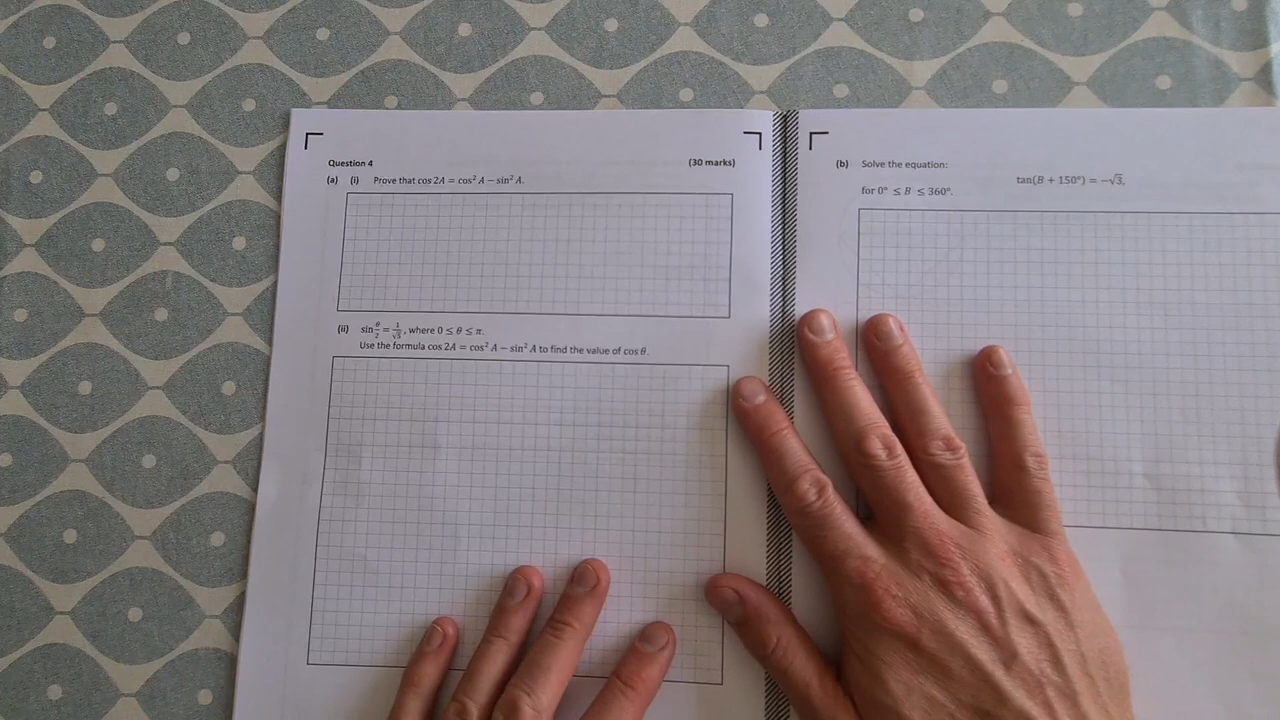 Question 4 (30 marks)
(a) (i) Prove that cos 2A = cos² A − sin² A.
(ii) sin θ/2 = 1/√5, where 0 ≤ θ ≤ π.
Use the formula cos 2A = cos² A − sin² A to find the value of cos θ.
(b) Solve the equation:
tan(B + 150°) = −√3,
for 0° ≤ B ≤ 360°.